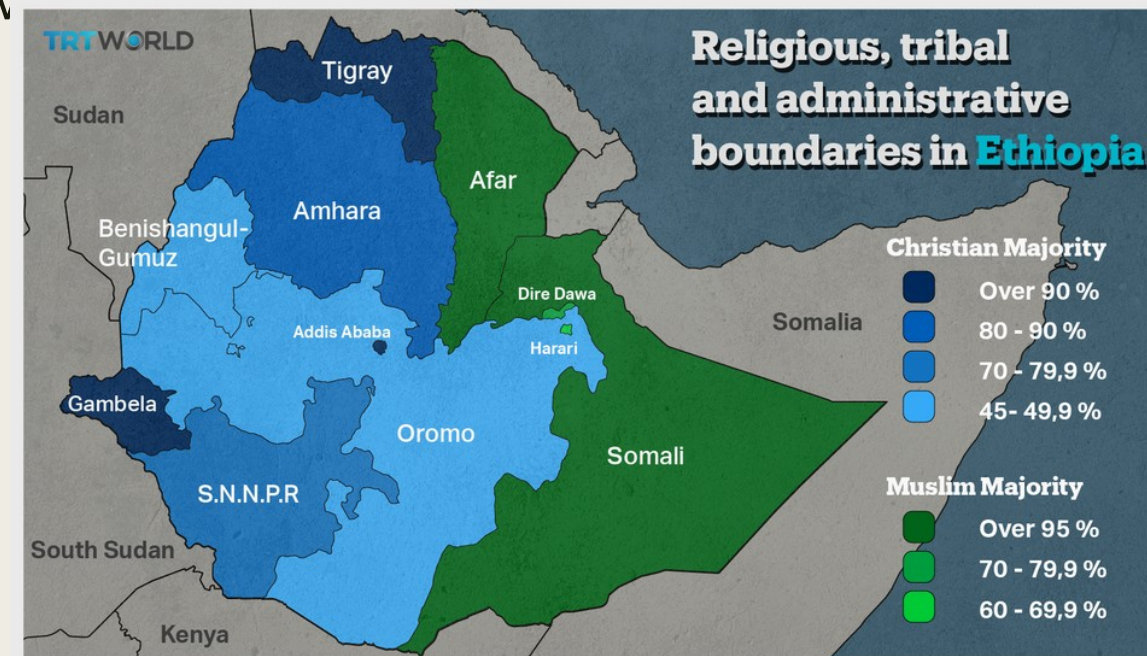 TRT WORLD
Religious, tribal
and administrative
boundaries in Ethiopia
Tigray
Sudan
Afar
Amhara
Benishangul-
Gumuz
Christian Majority
Over 90 %
80 - 90 %
70 - 79,9 %
45- 49,9 %
Dire Dawa
Addis Ababa
Harari
Somalia
Gambela
Oromo
Somali
S.N.N.P.R
Muslim Majority
Over 95 %
70 - 79,9 %
60 - 69,9 %
South Sudan
Kenya